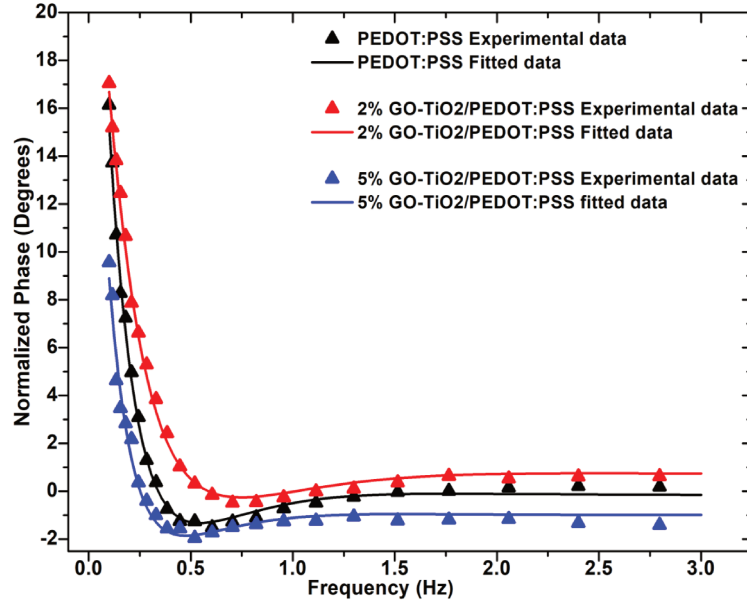 20
18
16
14
12
10
8
6
4
2
0
-2
Normalized Phase (Degrees)
PEDOT:PSS Experimental data
PEDOT:PSS Fitted data
2% GO-TiO2/PEDOT:PSS Experimental data
2% GO-TiO2/PEDOT:PSS Fitted data
5% GO-TiO2/PEDOT:PSS Experimental data
5% GO-TiO2/PEDOT:PSS fitted data
0.0 0.5 1.0 1.5 2.0 2.5 3.0
Frequency (Hz)